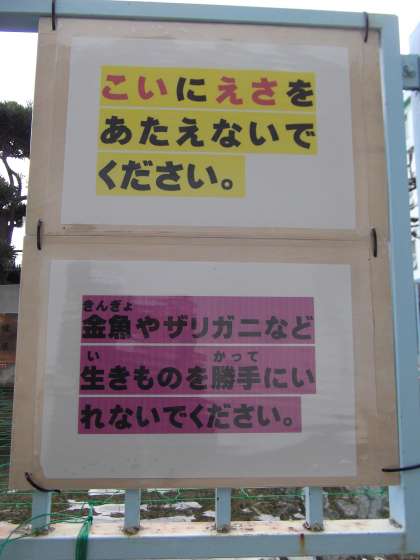 こいにえさを
あたえないで
ください。
きんぎょ
金魚やザリガニなど
い かって
生きものを勝手にい
れないでください。